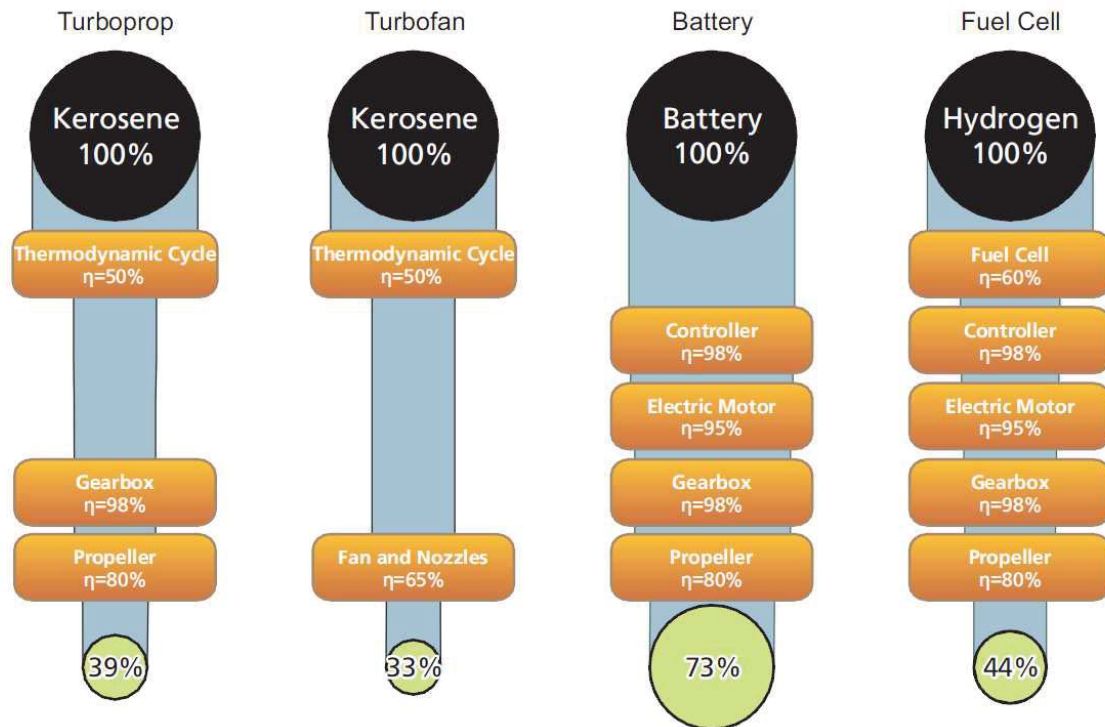 Turboprop
Kerosene
100%
Thermodynamic Cycle
η=50%
Gearbox
η=98%
Propeller
η=80%
39%
Turbofan
Kerosene
100%
Thermodynamic Cycle
η=50%
Fan and Nozzles
η=65%
33%
Battery
Battery
100%
Controller
η=98%
Electric Motor
η=95%
Gearbox
η=98%
Propeller
η=80%
73%
Fuel Cell
Hydrogen
100%
Fuel Cell
η=60%
Controller
η=98%
Electric Motor
η=95%
Gearbox
η=98%
Propeller
η=80%
44%